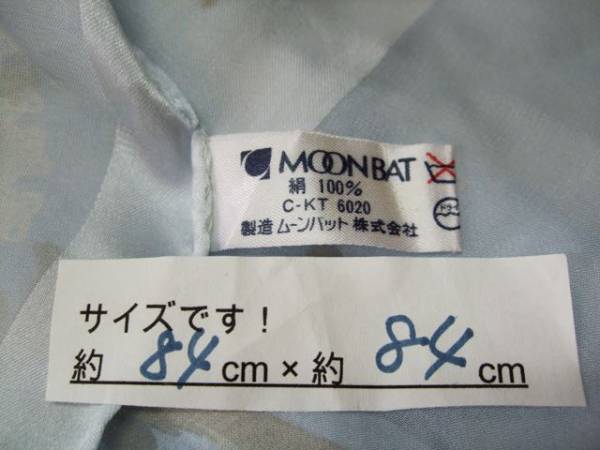 MOONBAT
絹 100%
C-KT 6020
製造 ムーンバット 株式会社
サイズです!
約 84 cm × 約 84 cm